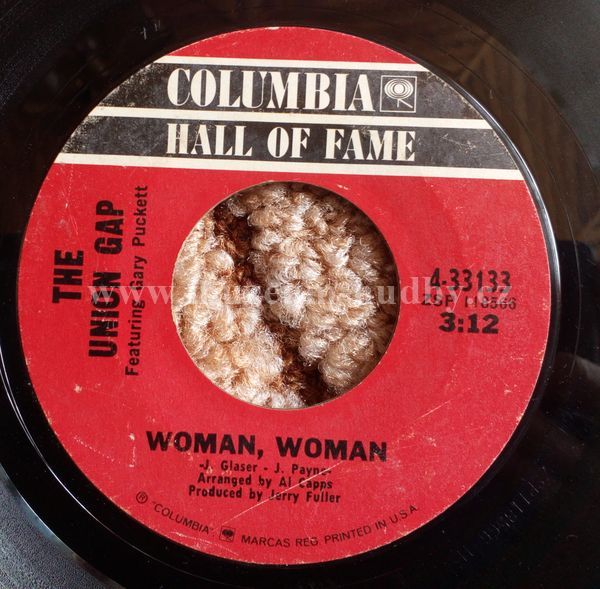 COLUMBIA
HALL OF FAME
THE
UNION GAP
Featuring Gary Puckett
4-33133
3:12
WOMAN, WOMAN
-J. Glaser - J. Payne-
Arranged by Al Capps
Produced by Jerry Fuller
Ⓡ "COLUMBIA", MARCAS REG. PRINTED IN U.S.A.